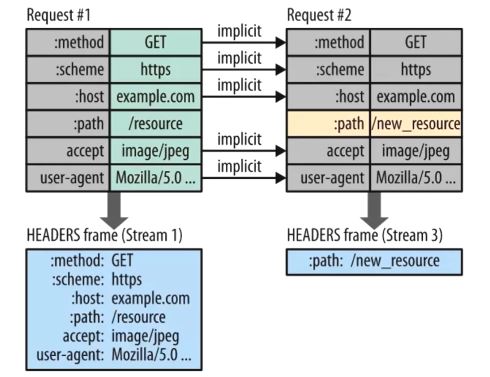 Request #1
implicit
Request #2
:method GET
:scheme https
implicit
:host example.com
implicit
:path /resource
accept image/jpeg
implicit
user-agent Mozilla/5.0 ...
implicit
:method GET
:scheme https
:host example.com
:path /new_resource
accept image/jpeg
user-agent Mozilla/5.0 ...
HEADERS frame (Stream 1)
:method: GET
:scheme: https
:host: example.com
:path: /resource
accept: image/jpeg
user-agent: Mozilla/5.0 ...
HEADERS frame (Stream 3)
:path: /new_resource